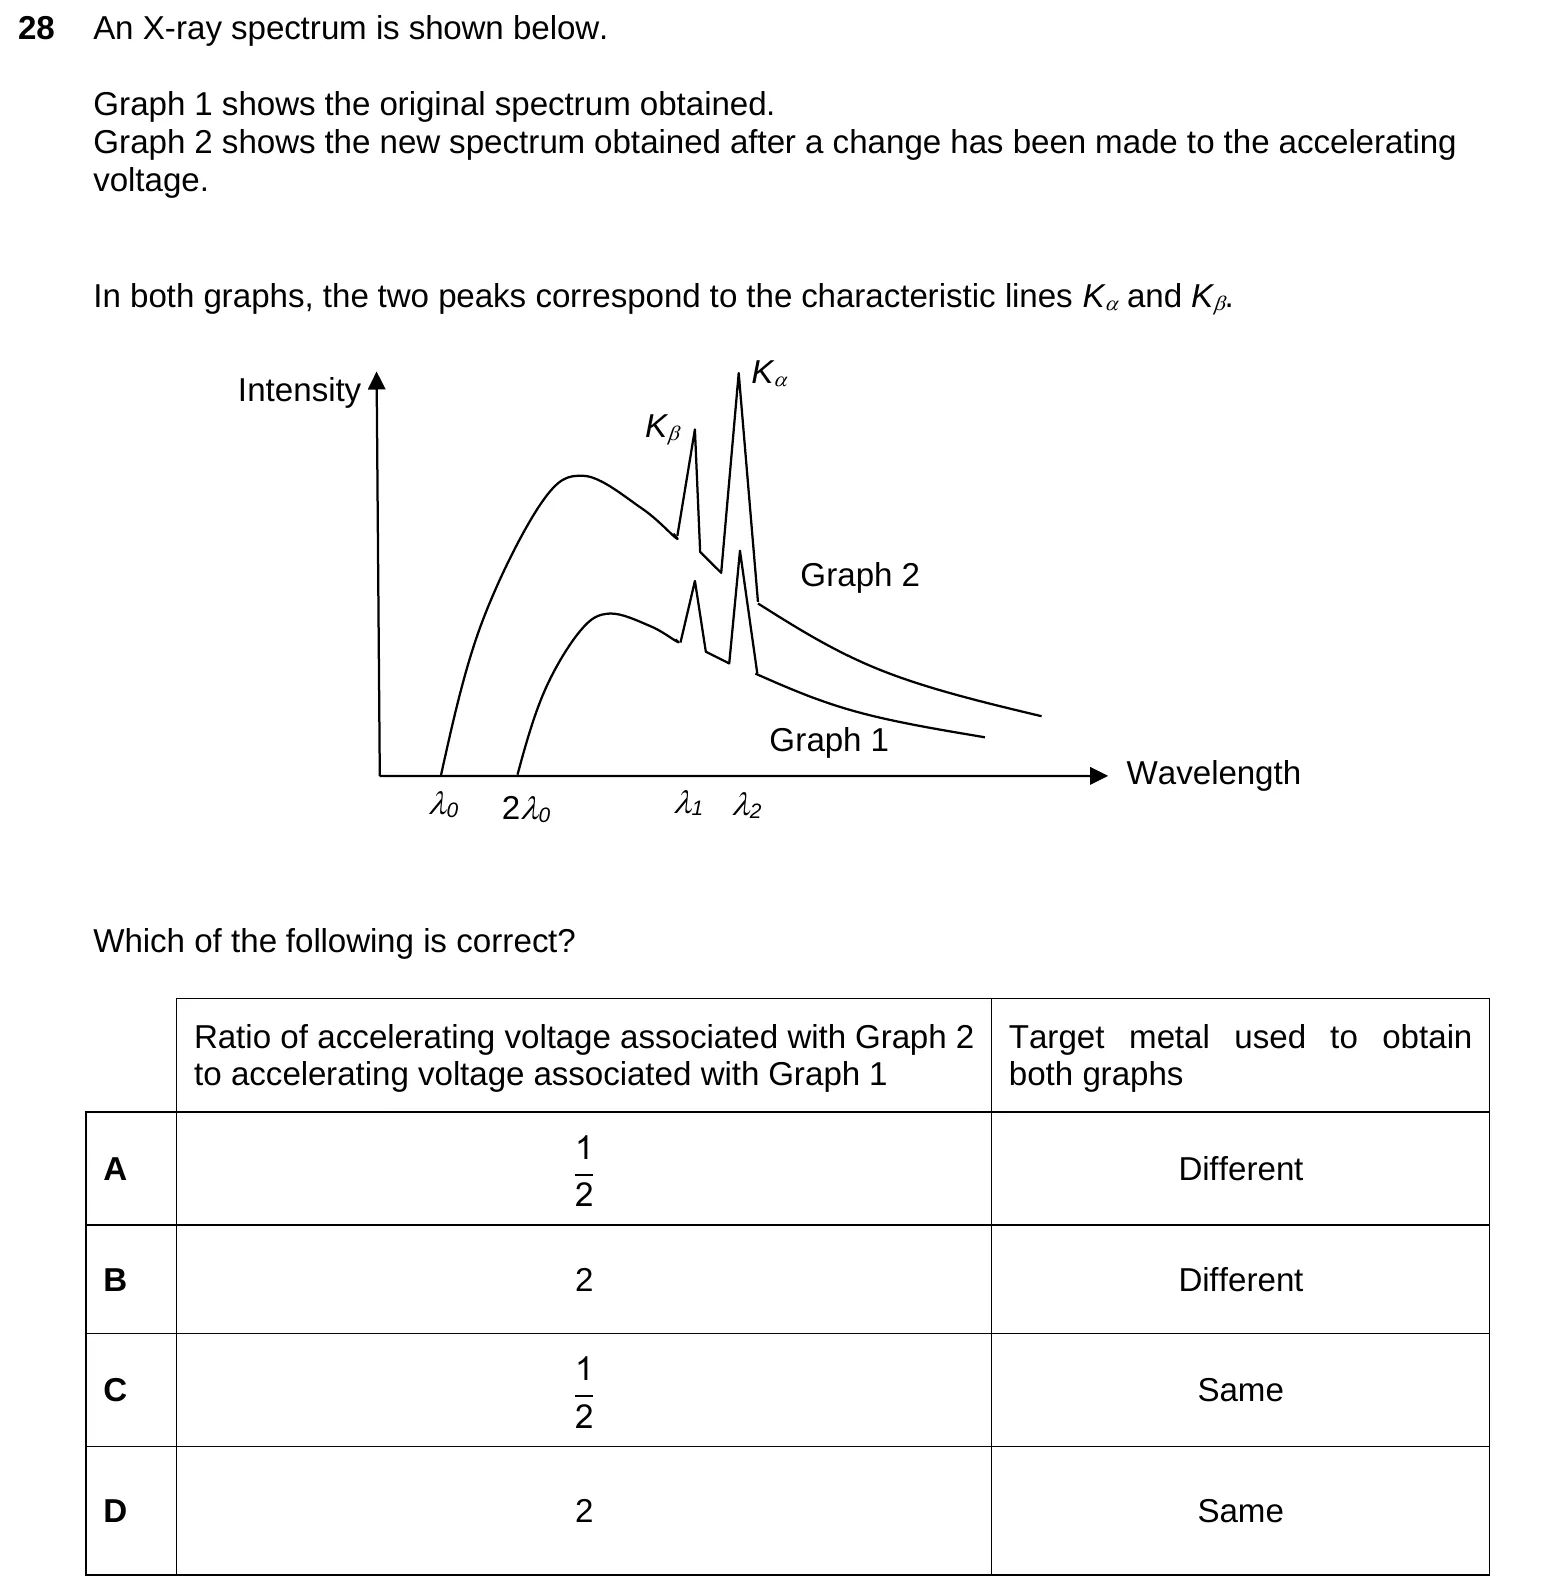 28 An X-ray spectrum is shown below.
Graph 1 shows the original spectrum obtained.
Graph 2 shows the new spectrum obtained after a change has been made to the accelerating
voltage.
In both graphs, the two peaks correspond to the characteristic lines Kα and Kβ.
Intensity
Kα
Kβ
Graph 2
Graph 1
Wavelength
λ0 2λ0 λ1 λ2
Which of the following is correct?
Ratio of accelerating voltage associated with Graph 2
to accelerating voltage associated with Graph 1
Target metal used to obtain
both graphs
A 1/2 Different
B 2 Different
C 1/2 Same
D 2 Same